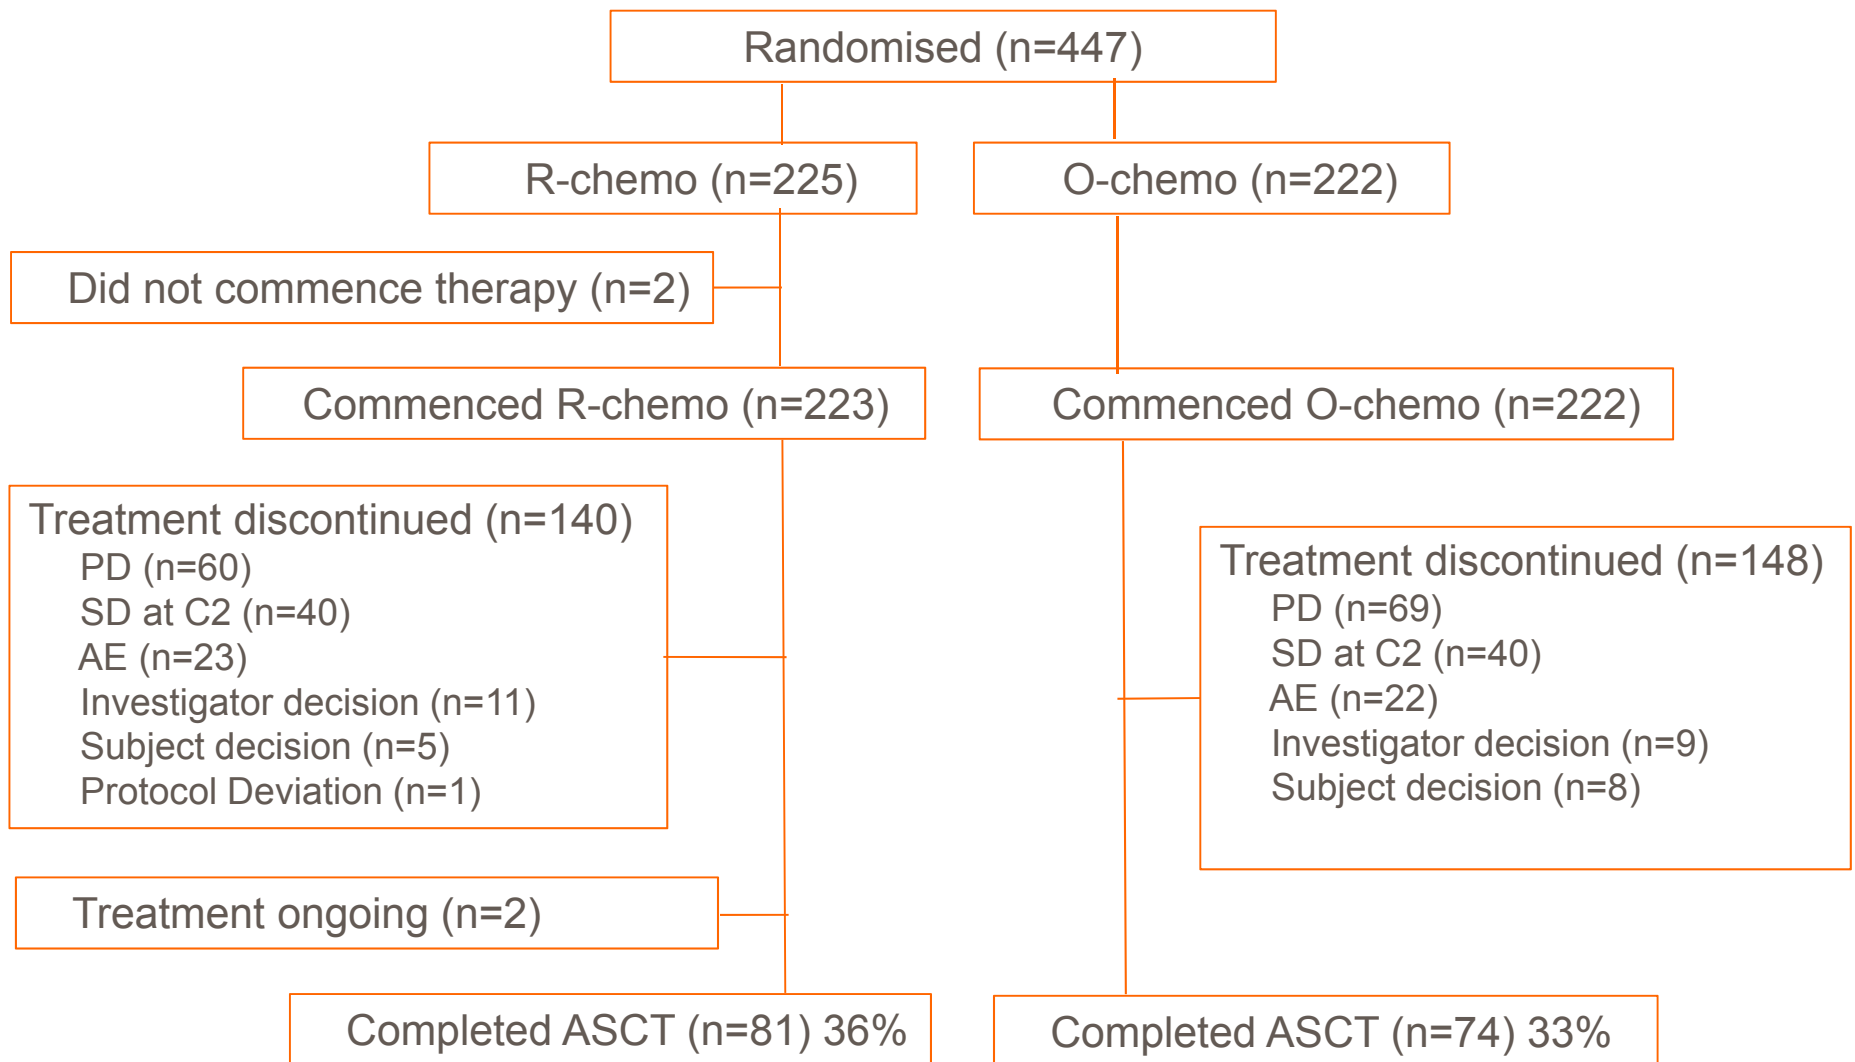 Randomised (n=447)
R-chemo (n=225)
O-chemo (n=222)
Did not commence therapy (n=2)
Commenced R-chemo (n=223)
Commenced O-chemo (n=222)
Treatment discontinued (n=140)
PD (n=60)
SD at C2 (n=40)
AE (n=23)
Investigator decision (n=11)
Subject decision (n=5)
Protocol Deviation (n=1)
Treatment discontinued (n=148)
PD (n=69)
SD at C2 (n=40)
AE (n=22)
Investigator decision (n=9)
Subject decision (n=8)
Treatment ongoing (n=2)
Completed ASCT (n=81) 36%
Completed ASCT (n=74) 33%